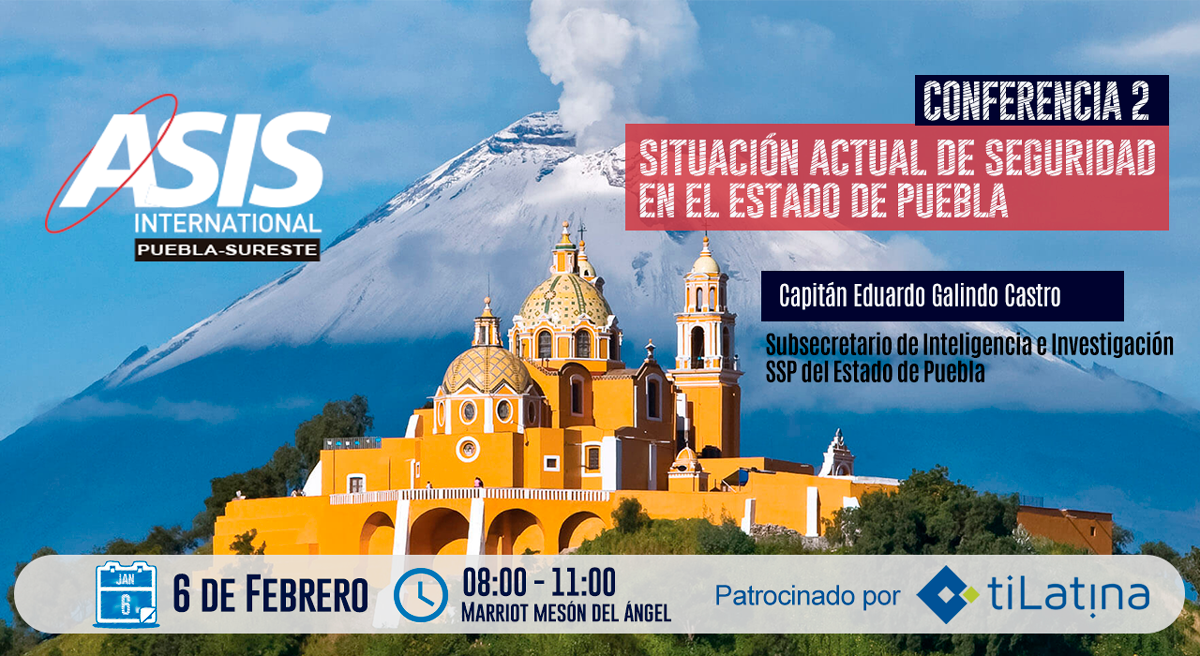 ASIS
INTERNATIONAL
PUEBLA-SURESTE
CONFERENCIA 2
SITUACIÓN ACTUAL DE SEGURIDAD
EN EL ESTADO DE PUEBLA
Capitán Eduardo Galindo Castro
Subsecretario de Inteligencia e Investigación
SSP del Estado de Puebla
JAN
6
6 DE FEBRERO
08:00 - 11:00
MARRIOT MESÓN DEL ÁNGEL
Patrocinado por
tiLatina